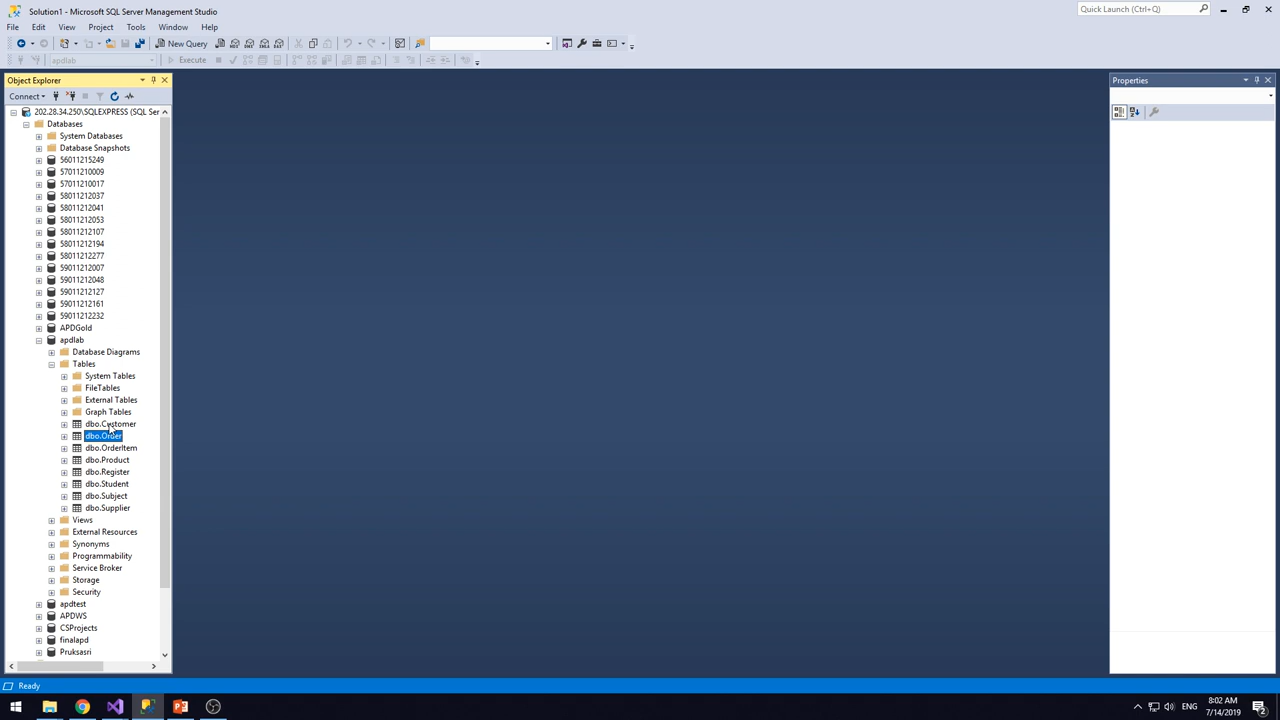 Solution1 - Microsoft SQL Server Management Studio
Quick Launch (Ctrl+Q)
File Edit View Project Tools Window Help
New Query
apdlab Execute
Object Explorer
Properties
Connect
202.28.34.250\SQLEXPRESS (SQL Ser
Databases
System Databases
Database Snapshots
56011215249
57011210009
57011210017
58011212037
58011212041
58011212053
58011212107
58011212194
58011212277
59011212007
59011212048
59011212127
59011212161
59011212232
APDGold
apdlab
Database Diagrams
Tables
System Tables
FileTables
External Tables
Graph Tables
dbo.Customer
dbo.Order
dbo.OrderItem
dbo.Product
dbo.Register
dbo.Student
dbo.Subject
dbo.Supplier
Views
External Resources
Synonyms
Programmability
Service Broker
Storage
Security
apdtest
APDWS
CSProjects
finalapd
Pruksasri
Ready
ENG
8:02 AM
7/14/2019